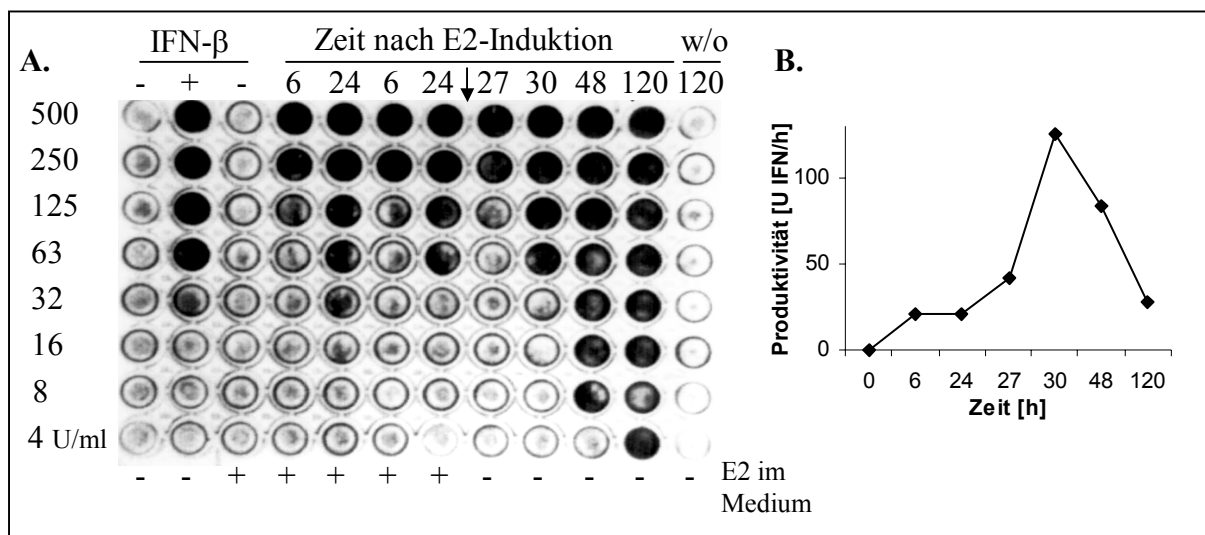 A.
IFN-β Zeit nach E2-Induktion w/o
- + - 6 24 6 24 27 30 48 120 120
500
250
125
63
32
16
8
4 U/ml
- - + + + + + - - - - - E2 im
Medium
B.
Produktivität [U IFN/h]
100
50
0
0 6 24 27 30 48 120
Zeit [h]